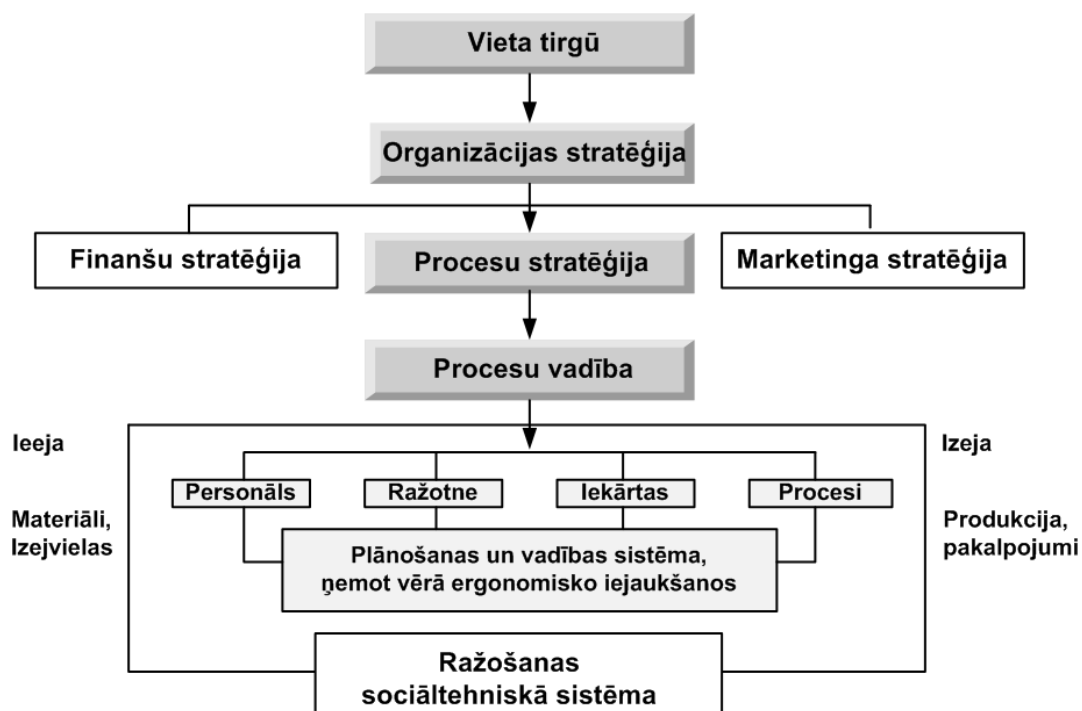 Vieta tirgū
Organizācijas stratēģija
Finanšu stratēģija
Procesu stratēģija
Marketinga stratēģija
Procesu vadība
Ieeja
Izeja
Personāls
Ražotne
Iekārtas
Procesi
Materiāli,
Izejvielas
Produkcija,
pakalpojumi
Plānošanas un vadības sistēma,
ņemot vērā ergonomisko iejaukšanos
Ražošanas
sociāltehniskā sistēma